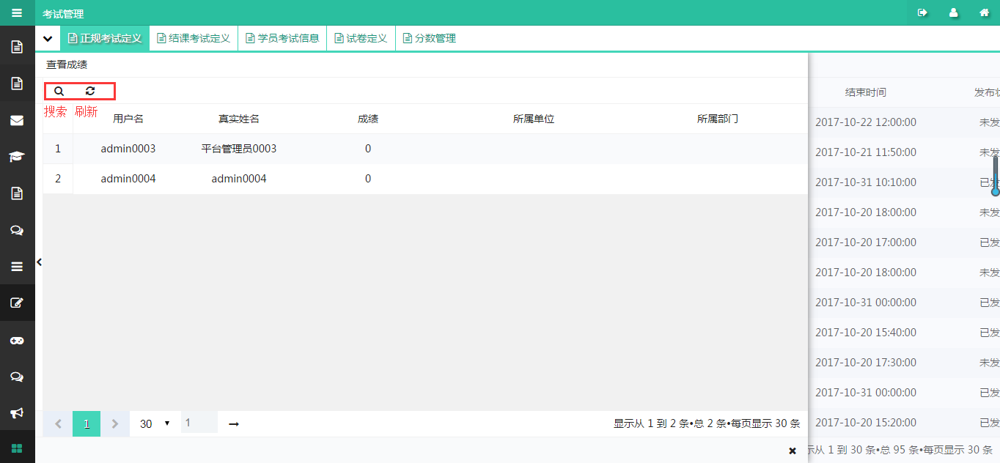 考试管理
正规考试定义 结课考试定义 学员考试信息 试卷定义 分数管理
查看成绩
搜索 刷新
用户名 真实姓名 成绩 所属单位 所属部门
1 admin0003 平台管理员0003 0
2 admin0004 admin0004 0
1 30 1
显示从 1 到 2 条•总 2 条•每页显示 30 条
结束时间 发布状
2017-10-22 12:00:00 未发
2017-10-21 11:50:00 未发
2017-10-31 10:10:00 已发
2017-10-20 18:00:00 未发
2017-10-20 17:00:00 已发
2017-10-20 18:00:00 未发
2017-10-31 00:00:00 已发
2017-10-20 15:40:00 已发
2017-10-20 17:30:00 未发
2017-10-31 00:00:00 已发
2017-10-20 15:20:00 已发
示从 1 到 30 条•总 95 条•每页显示 30 条